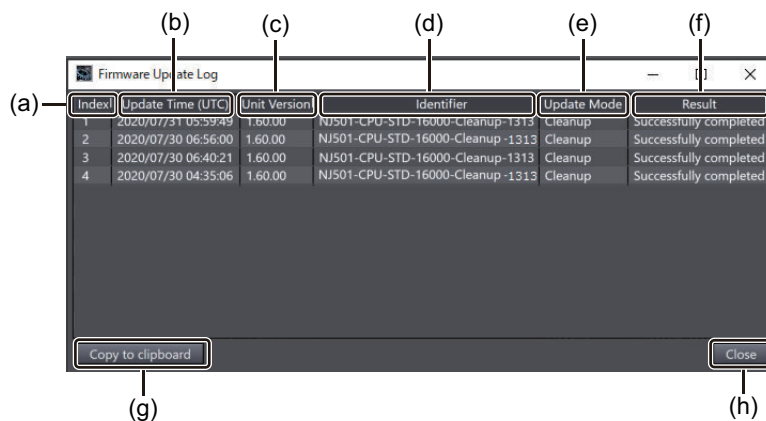 (b) (c) (d) (e) (f)
Firmware Update Log
(a) Index Update Time (UTC) Unit Version Identifier Update Mode Result
1 2020/07/31 05:59:49 1.60.00 NJ501-CPU-STD-16000-Cleanup-1313 Cleanup Successfully completed
2 2020/07/30 06:56:00 1.60.00 NJ501-CPU-STD-16000-Cleanup -1313 Cleanup Successfully completed
3 2020/07/30 06:40:21 1.60.00 NJ501-CPU-STD-16000-Cleanup-1313 Cleanup Successfully completed
4 2020/07/30 04:35:06 1.60.00 NJ501-CPU-STD-16000-Cleanup -1313 Cleanup Successfully completed
Copy to clipboard Close
(g) (h)